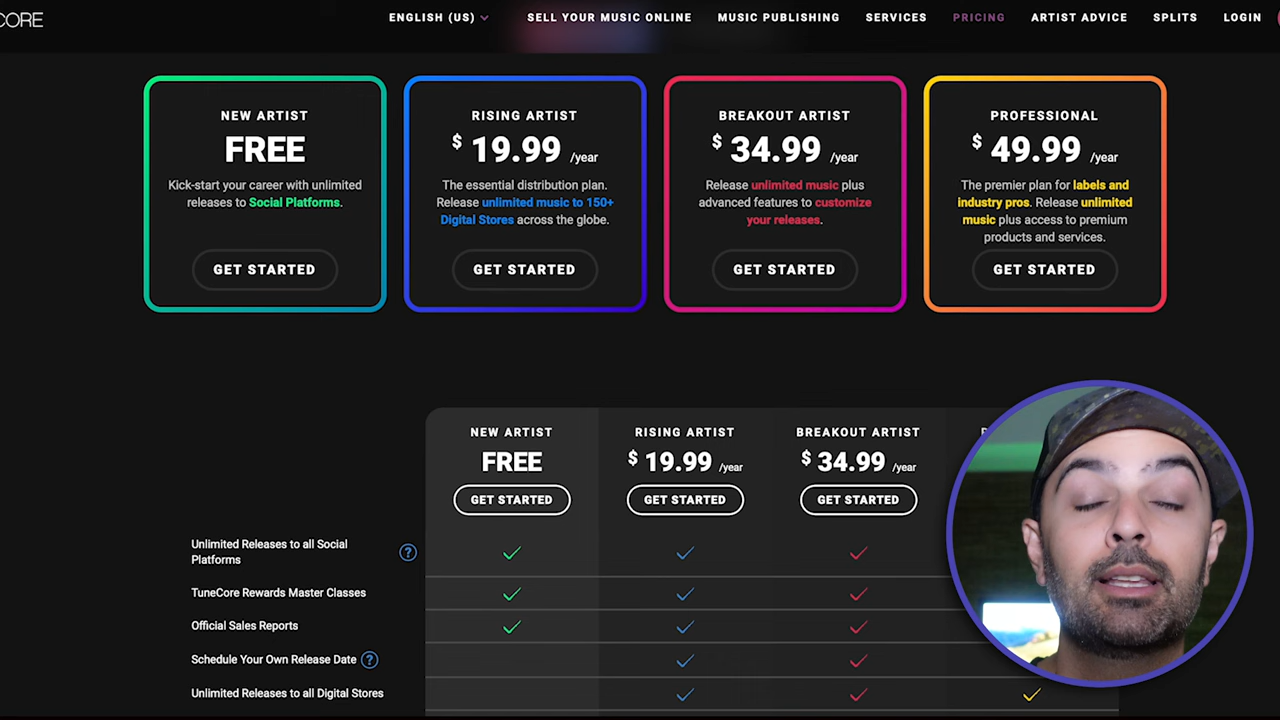 CORE
ENGLISH (US)
SELL YOUR MUSIC ONLINE
MUSIC PUBLISHING
SERVICES
PRICING
ARTIST ADVICE
SPLITS
LOGIN
NEW ARTIST
FREE
Kick-start your career with unlimited
releases to Social Platforms.
GET STARTED
RISING ARTIST
$ 19.99 /year
The essential distribution plan.
Release unlimited music to 150+
Digital Stores across the globe.
GET STARTED
BREAKOUT ARTIST
$ 34.99 /year
Release unlimited music plus
advanced features to customize
your releases.
GET STARTED
PROFESSIONAL
$ 49.99 /year
The premier plan for labels and
industry pros. Release unlimited
music plus access to premium
products and services.
GET STARTED
NEW ARTIST
FREE
GET STARTED
RISING ARTIST
$ 19.99 /year
GET STARTED
BREAKOUT ARTIST
$ 34.99 /year
GET STARTED
Unlimited Releases to all Social
Platforms
?
TuneCore Rewards Master Classes
Official Sales Reports
Schedule Your Own Release Date ?
Unlimited Releases to all Digital Stores